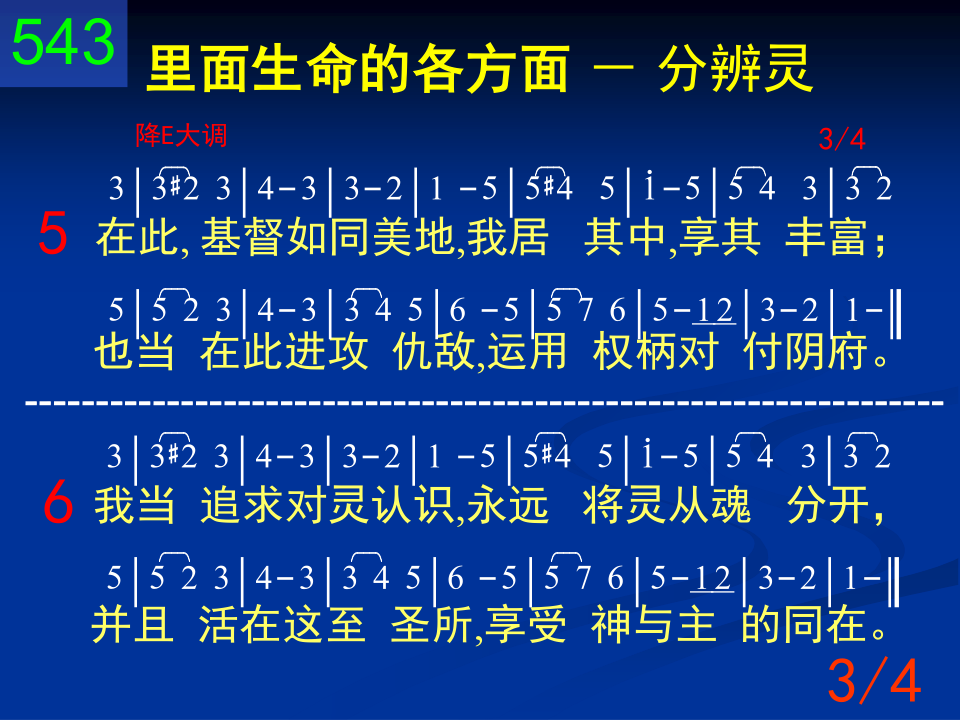 543
里面生命的各方面 － 分辨灵
降E大调 3/4
3|3#2 3|4-3|3-2|1 -5|5#4 5|i-5|5 4 3|3 2
5 在此, 基督如同美地,我居 其中,享其 丰富；
5|5 2 3|4-3|3 4 5|6 -5|5 7 6|5-12|3-2|1-‖
也当 在此进攻 仇敌,运用 权柄对 付阴府。
-----------------------------------------------------------------
3|3#2 3|4-3|3-2|1 -5|5#4 5|i-5|5 4 3|3 2
6 我当 追求对灵认识,永远 将灵从魂 分开，
5|5 2 3|4-3|3 4 5|6 -5|5 7 6|5-12|3-2|1-‖
并且 活在这至 圣所,享受 神与主 的同在。
3/4